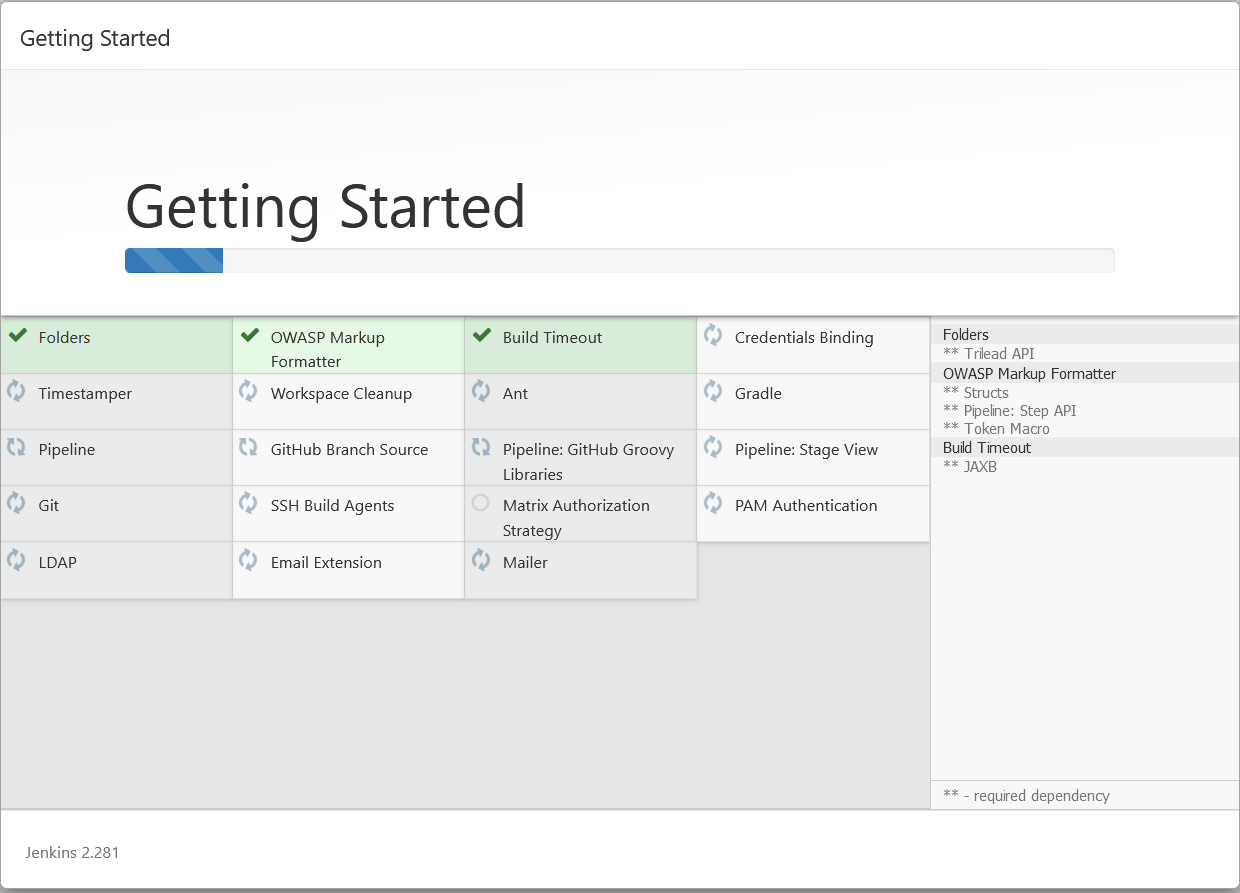 Getting Started
Getting Started
Folders
OWASP Markup
Formatter
Build Timeout
Credentials Binding
Timestamper
Workspace Cleanup
Ant
Gradle
Pipeline
GitHub Branch Source
Pipeline: GitHub Groovy
Libraries
Pipeline: Stage View
Git
SSH Build Agents
Matrix Authorization
Strategy
PAM Authentication
LDAP
Email Extension
Mailer
Folders
** Trilead API
OWASP Markup Formatter
** Structs
** Pipeline: Step API
** Token Macro
Build Timeout
** JAXB
** - required dependency
Jenkins 2.281